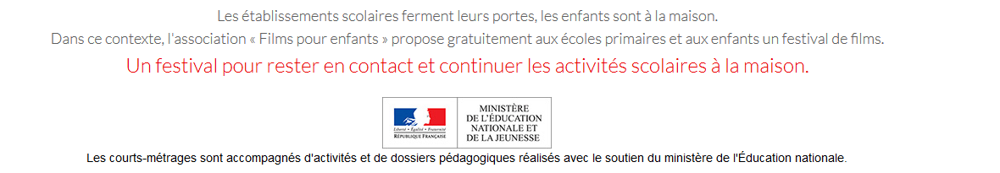 Les établissements scolaires ferment leurs portes, les enfants sont à la maison.
Dans ce contexte, l'association « Films pour enfants » propose gratuitement aux écoles primaires et aux enfants un festival de films.
Un festival pour rester en contact et continuer les activités scolaires à la maison.
Liberté • Égalité • Fraternité
RÉPUBLIQUE FRANÇAISE
MINISTÈRE
DE L'ÉDUCATION
NATIONALE ET
DE LA JEUNESSE
Les courts-métrages sont accompagnés d'activités et de dossiers pédagogiques réalisés avec le soutien du ministère de l'Éducation nationale.